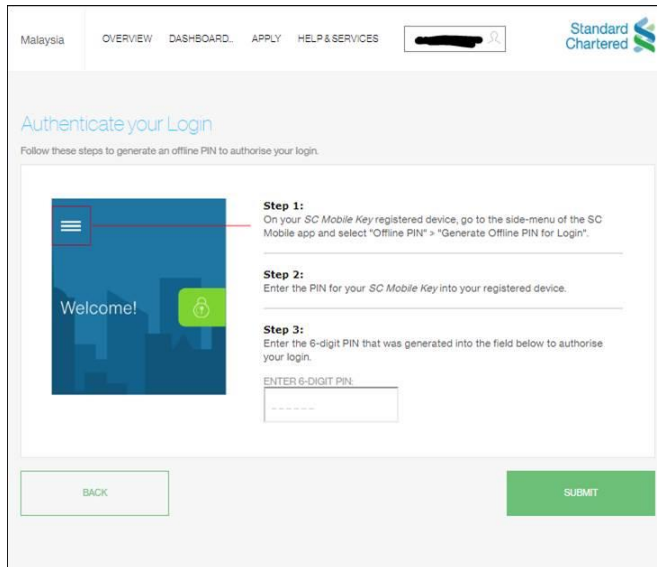 Malaysia OVERVIEW DASHBOARD.. APPLY HELP & SERVICES
Standard
Chartered
Authenticate your Login
Follow these steps to generate an offline PIN to authorise your login.
Welcome!
Step 1:
On your SC Mobile Key registered device, go to the side-menu of the SC
Mobile app and select "Offline PIN" > "Generate Offline PIN for Login".
Step 2:
Enter the PIN for your SC Mobile Key into your registered device.
Step 3:
Enter the 6-digit PIN that was generated into the field below to authorise
your login.
ENTER 6-DIGIT PIN:
_ _ _ _ _ _
BACK SUBMIT